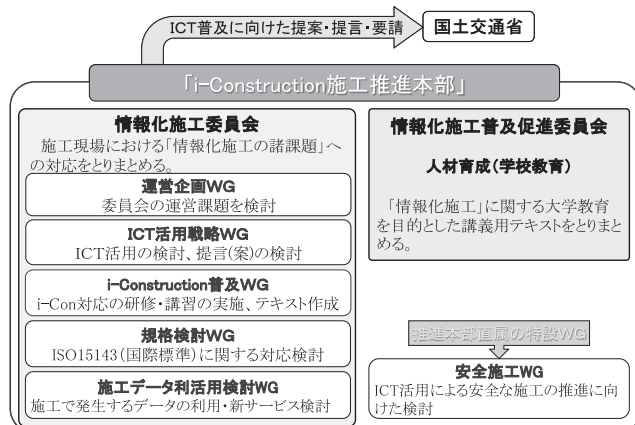 ICT普及に向けた提案・提言・要請
国土交通省
「i-Construction施工推進本部」
情報化施工委員会
施工現場における「情報化施工の諸課題」へ
の対応をとりまとめる。
運営企画WG
委員会の運営課題を検討
ICT活用戦略WG
ICT活用の検討、提言(案)の検討
i-Construction普及WG
i-Con対応の研修・講習の実施、テキスト作成
規格検討WG
ISO15143(国際標準)に関する対応検討
施工データ利活用検討WG
施工で発生するデータの利用・新サービス検討
情報化施工普及促進委員会
人材育成(学校教育)
「情報化施工」に関する大学教育
を目的とした講義用テキストをとりまと
める。
推進本部直属の特設WG
安全施工WG
ICT活用による安全な施工の推進に向
けた検討